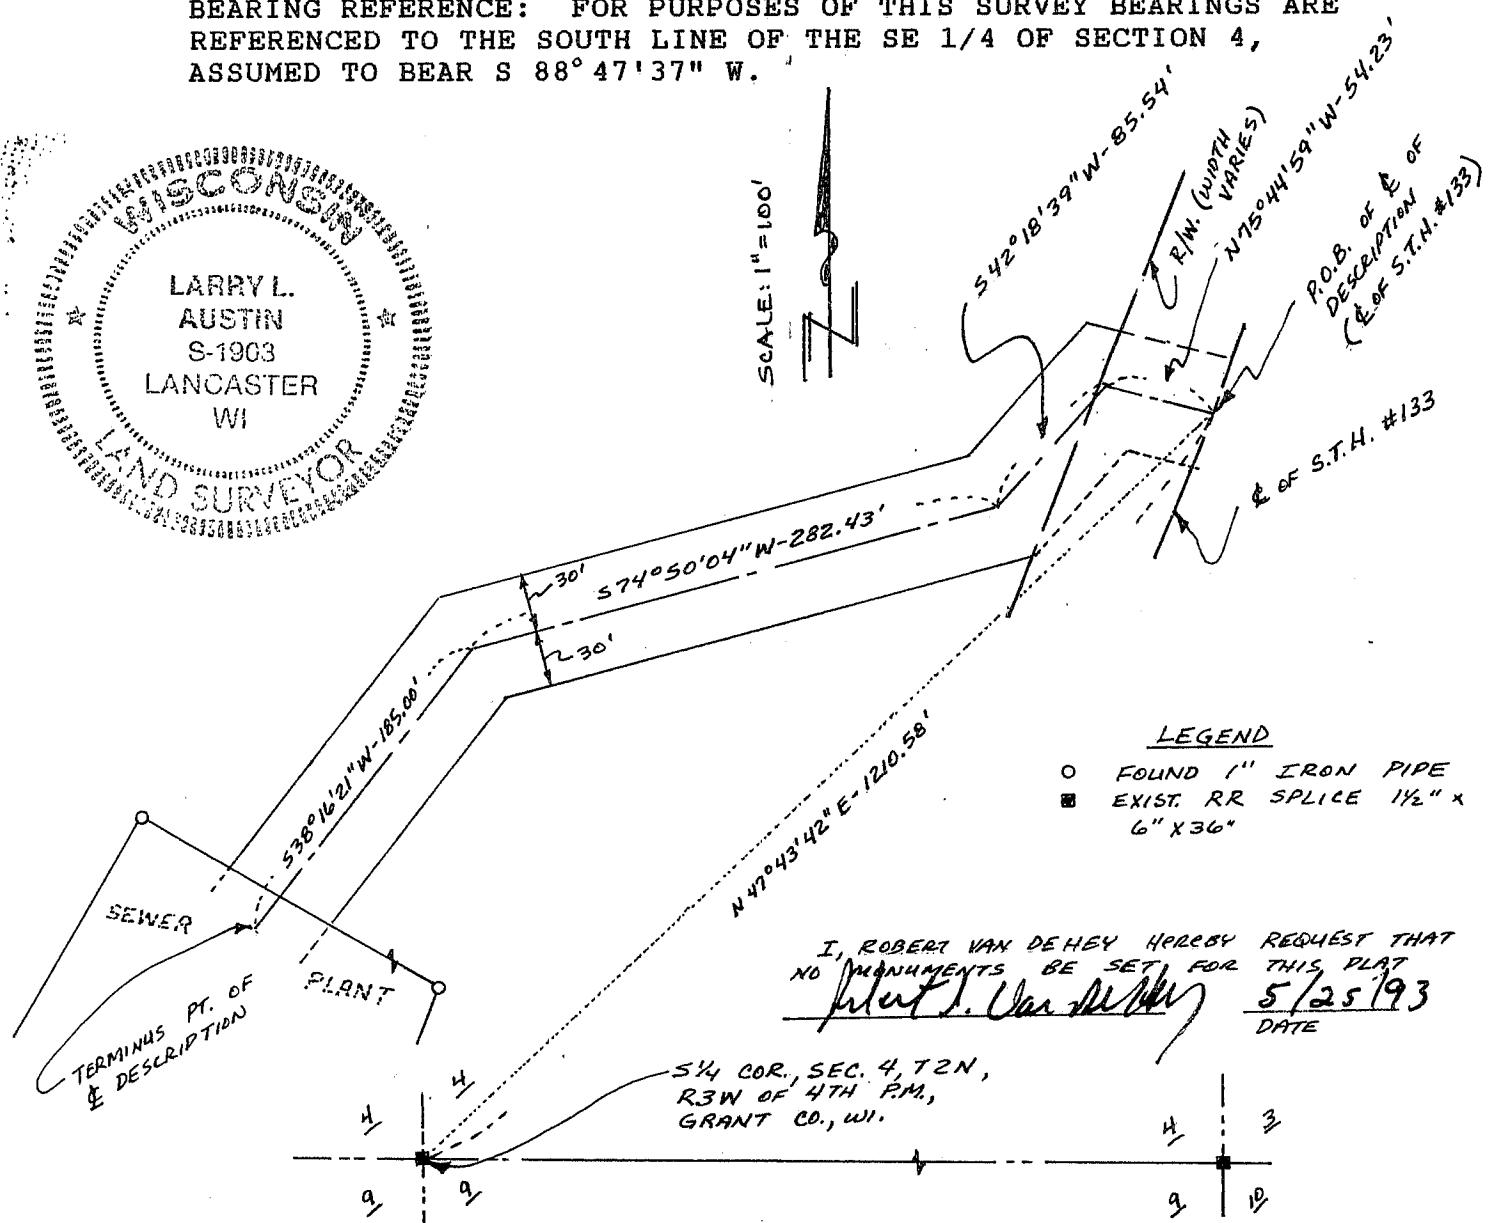 BEARING REFERENCE: FOR PURPOSES OF THIS SURVEY BEARINGS ARE
REFERENCED TO THE SOUTH LINE OF THE SE 1/4 OF SECTION 4,
ASSUMED TO BEAR S 88°47'37" W.
WISCONSIN
LARRY L.
AUSTIN
S-1903
LANCASTER
WI
LAND SURVEYOR
SCALE: 1"=100'
N
S42°18'39"W-85.54'
R/W. (WIDTH
VARIES)
N75°44'59"W-54.23'
P.O.B. OF ℄ OF
DESCRIPTION
(℄ OF S.T.H. #133)
℄ OF S.T.H. #133
S74°50'04"W-282.43'
30'
30'
S38°16'21"W-185.00'
N47°43'42"E-1210.58'
LEGEND
FOUND 1" IRON PIPE
EXIST. RR SPLICE 1½" x
6" X 36"
SEWER
PLANT
TERMINUS PT. OF
℄ DESCRIPTION
I, ROBERT VAN DE HEY HEREBY REQUEST THAT
NO MONUMENTS BE SET FOR THIS PLAT
5/25/93
DATE
S¼ COR., SEC. 4, T2N,
R3W OF 4TH P.M.,
GRANT CO., WI.
4 4
9 9
4 3
9 10